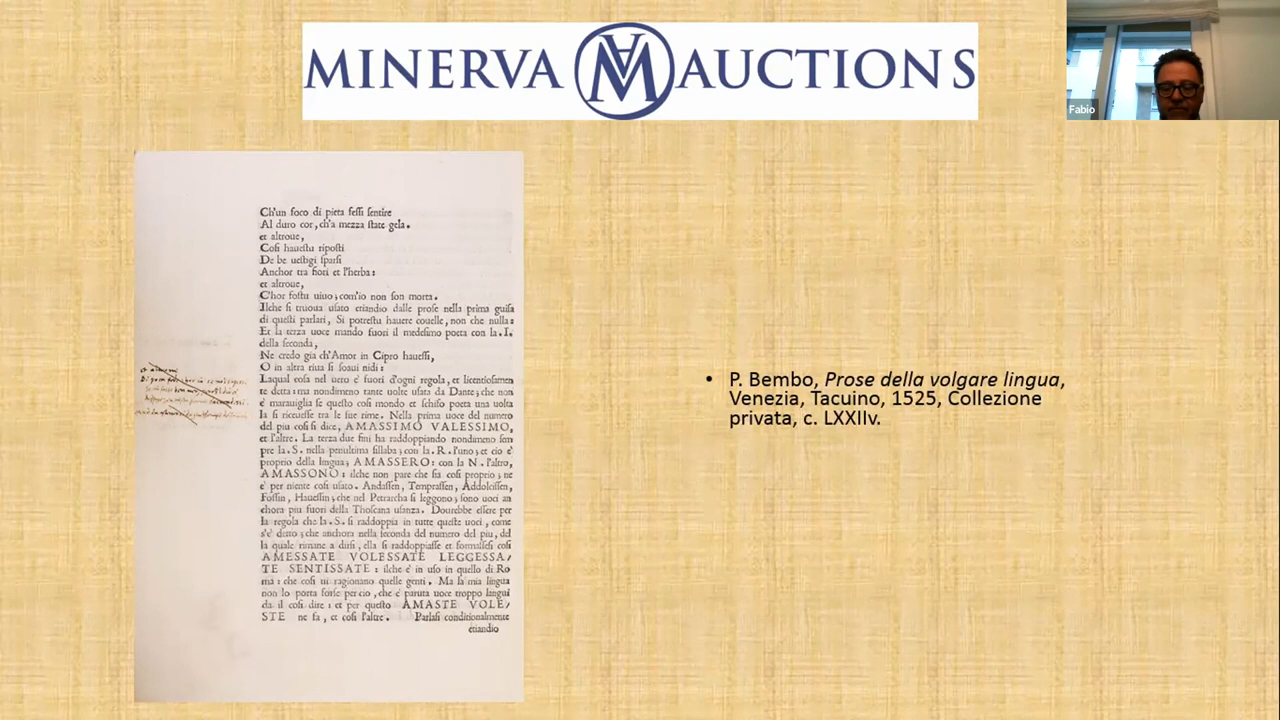 MINERVA AUCTIONS
Fabio
Ch'un foco di pieta fessi sentire
Al duro cor, ch'a mezza state gela.
et altroue,
Cosi hauestu riposti
De be uestigi sparsi
Anchor tra fiori et l'herba:
et altroue,
C'hor fostu uiuo; com'io non son morta.
Ilche si truoua usato etiandio dalle prose nella prima guisa
di questi parlari, Si potrestu hauere couelle, non che nulla:
Et la terza uoce mando fuori il medesimo poeta con la .I.
della seconda,
Ne credo gia ch'Amor in Cipro hauessi,
O in altra riua si soaui nidi:
Laqual cosa nel uero e' fuori d'ogni regola, et licentiosamen
te detta: ma nondimeno tante uolte usata da Dante; che non
e' marauiglia se questo cosi mondo et schifo poeta una uolta
la si riceuesse tra le sue rime. Nella prima uoce del numero
del piu cosi si dice, AMASSIMO VALESSIMO,
et l'altre. La terza due fini ha raddoppiando nondimeno sem
pre la .S. nella penultima sillaba; con la .R. l'uno; et cio e'
proprio della lingua; AMASSERO: con la N. l'altro,
AMASSONO: ilche non pare che sia cosi proprio; ne
e' per niente cosi usato. Andassen, Temprassen, Addolcissen,
Fossin, Hauessin; che nel Petrarcha si leggono; sono uoci an
chora piu fuori della Thoscana usanza. Dourebbe essere per
la regola che la .S. si raddoppia in tutte queste uoci, come
s'e' detto; che anchora nella seconda del numero del piu, del
la quale rimane a dirsi, ella si raddoppiasse et formassesi cosi
AMESSATE VOLESSATE LEGGESSA/
TE SENTISSATE: ilche e' in uso in quello di Ro
ma: che cosi ui ragionano quelle genti. Ma la mia lingua
non lo porta forse percio, che e' paruta uoce troppo langui
da il cosi dire: et per questo AMASTE VOLE/
STE ne fa, et cosi l'altre. Parlasi conditionalmente
etiandio
• P. Bembo, Prose della volgare lingua,
Venezia, Tacuino, 1525, Collezione
privata, c. LXXIIv.